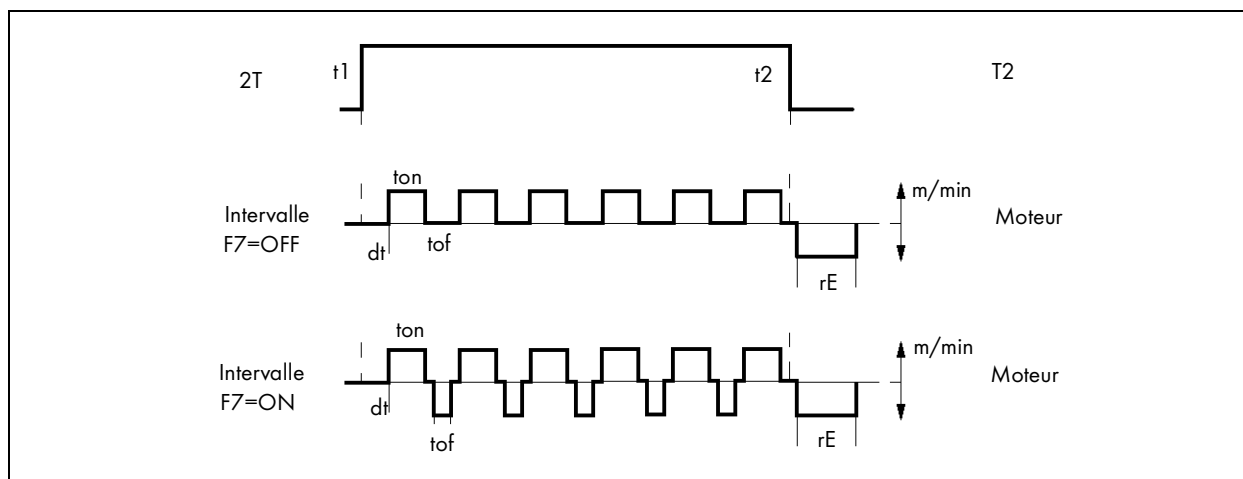 2T
t1
t2
T2
ton
m/min
Intervalle
F7=OFF
Moteur
dt
tof
rE
ton
m/min
Intervalle
F7=ON
Moteur
dt
tof
rE